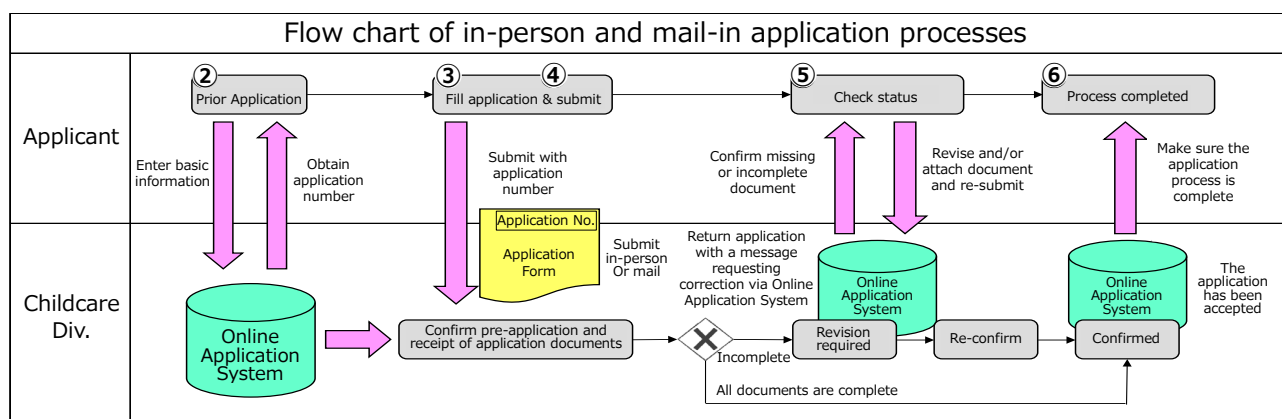 Flow chart of in-person and mail-in application processes
Applicant
②
Prior Application
③
④
Fill application & submit
⑤
Check status
⑥
Process completed
Enter basic
information
Obtain
application
number
Submit with
application
number
Confirm missing
or incomplete
document
Revise and/or
attach document
and re-submit
Make sure the
application
process is
complete
Childcare
Div.
Online
Application
System
Application No.
Application
Form
Submit
in-person
Or mail
Return application
with a message
requesting
correction via Online
Application System
Online
Application
System
Online
Application
System
The
application
has been
accepted
Confirm pre-application and
receipt of application documents
Incomplete
Revision
required
Re-confirm
Confirmed
All documents are complete